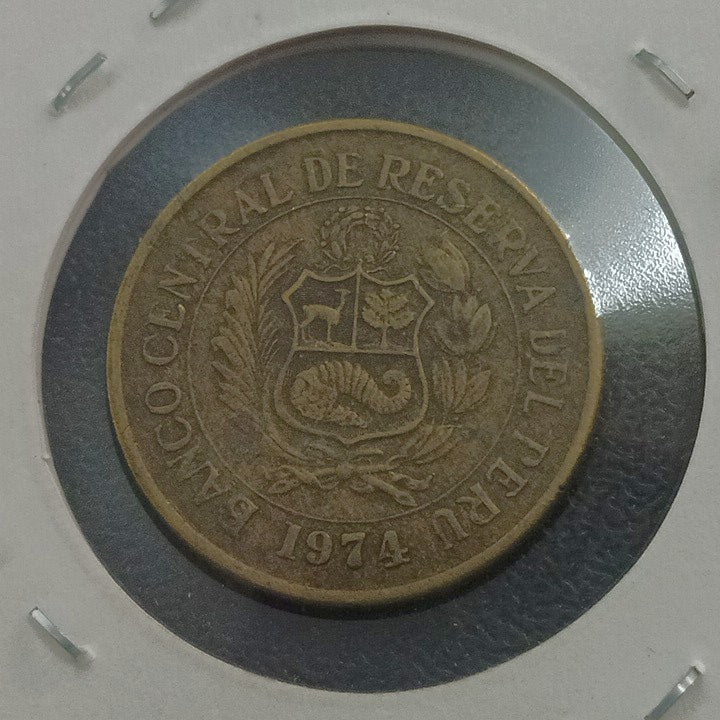 BANCO CENTRAL DE RESERVA DEL PERU
1974